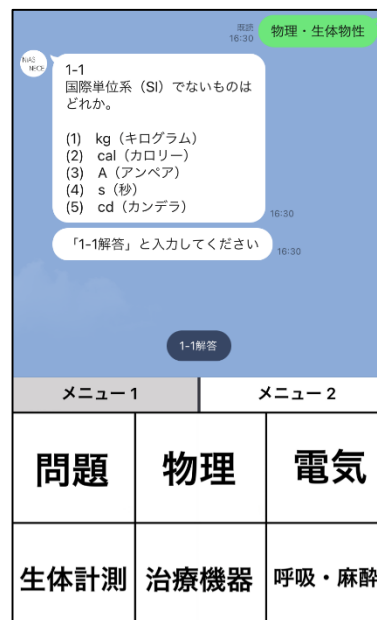 既読
16:30
物理・生体物性
NiAS
NECE
1-1
国際単位系（SI）でないものは
どれか。
(1) kg（キログラム）
(2) cal（カロリー）
(3) A（アンペア）
(4) s（秒）
(5) cd（カンデラ）
16:30
「1-1解答」と入力してください
16:30
1-1解答
メニュー 1
メニュー 2
問題
物理
電気
生体計測
治療機器
呼吸・麻酔